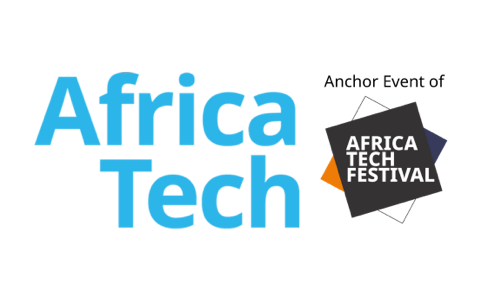 Africa
Tech
Anchor Event of
AFRICA
TECH
FESTIVAL